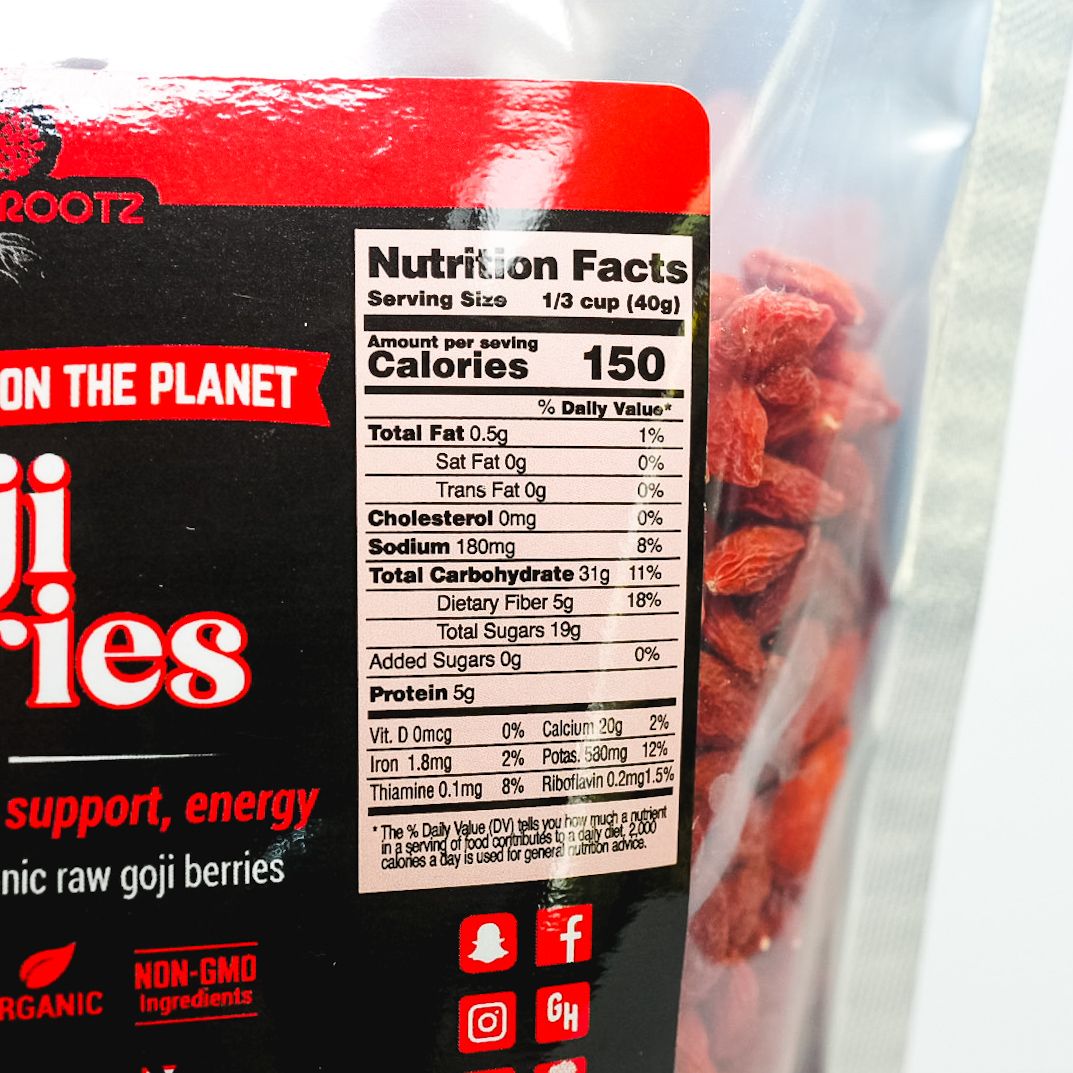 ROOTZ
Nutrition Facts
Serving Size 1/3 cup (40g)
Amount per seving
Calories 150
% Daily Value*
Total Fat 0.5g 1%
Sat Fat 0g 0%
Trans Fat 0g 0%
Cholesterol 0mg 0%
Sodium 180mg 8%
Total Carbohydrate 31g 11%
Dietary Fiber 5g 18%
Total Sugars 19g
Added Sugars 0g 0%
Protein 5g
Vit. D 0mcg 0% Calcium 20g 2%
Iron 1.8mg 2% Potas. 580mg 12%
Thiamine 0.1mg 8% Riboflavin 0.2mg1.5%
* The % Daily Value (DV) tells you how much a nutrient
in a serving of food contributes to a daily diet, 2,000
calories a day is used for general nutrition advice.
ON THE PLANET
ji
ries
support, energy
nic raw goji berries
RGANIC
NON-GMO
Ingredients
f
GH